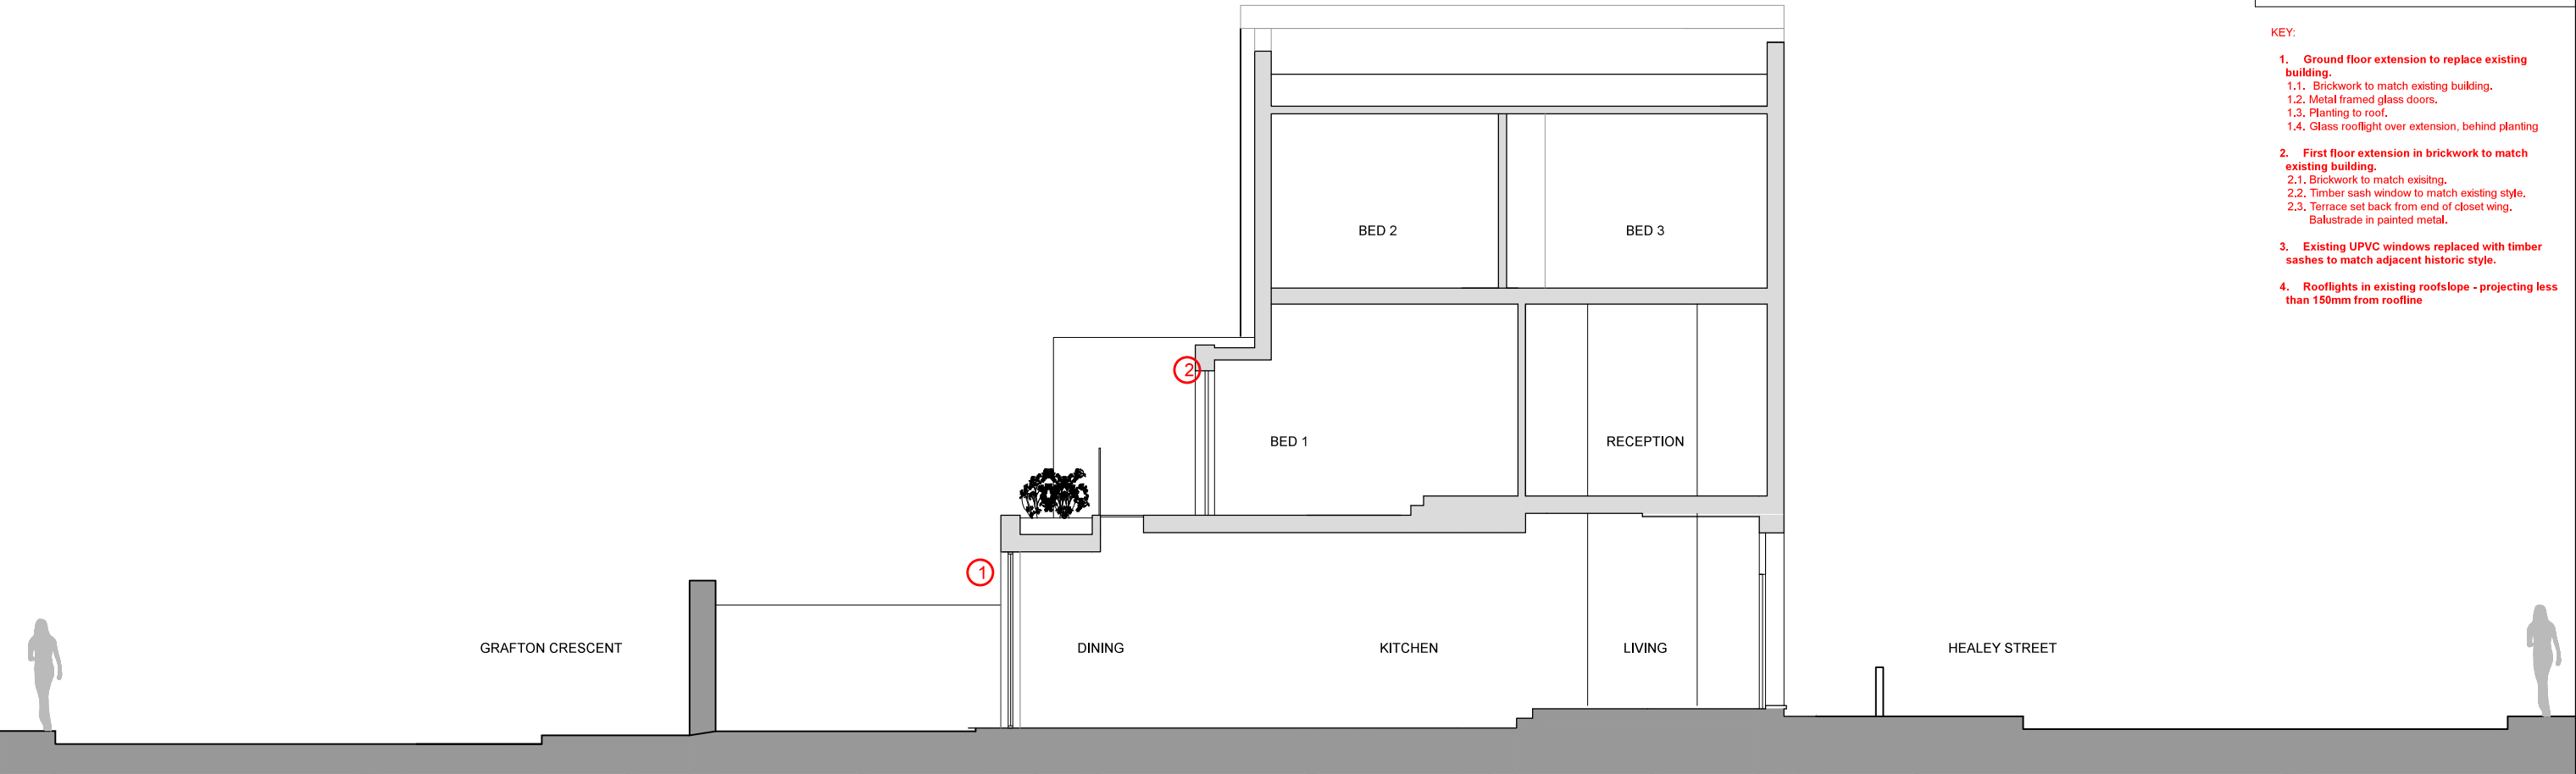 KEY:
1. Ground floor extension to replace existing
building.
1.1. Brickwork to match existing building.
1.2. Metal framed glass doors.
1.3. Planting to roof.
1.4. Glass rooflight over extension, behind planting
2. First floor extension in brickwork to match
existing building.
2.1. Brickwork to match exisitng.
2.2. Timber sash window to match existing style.
2.3. Terrace set back from end of closet wing.
Balustrade in painted metal.
3. Existing UPVC windows replaced with timber
sashes to match adjacent historic style.
4. Rooflights in existing roofslope - projecting less
than 150mm from roofline
BED 2
BED 3
2
BED 1
RECEPTION
1
GRAFTON CRESCENT
DINING
KITCHEN
LIVING
HEALEY STREET